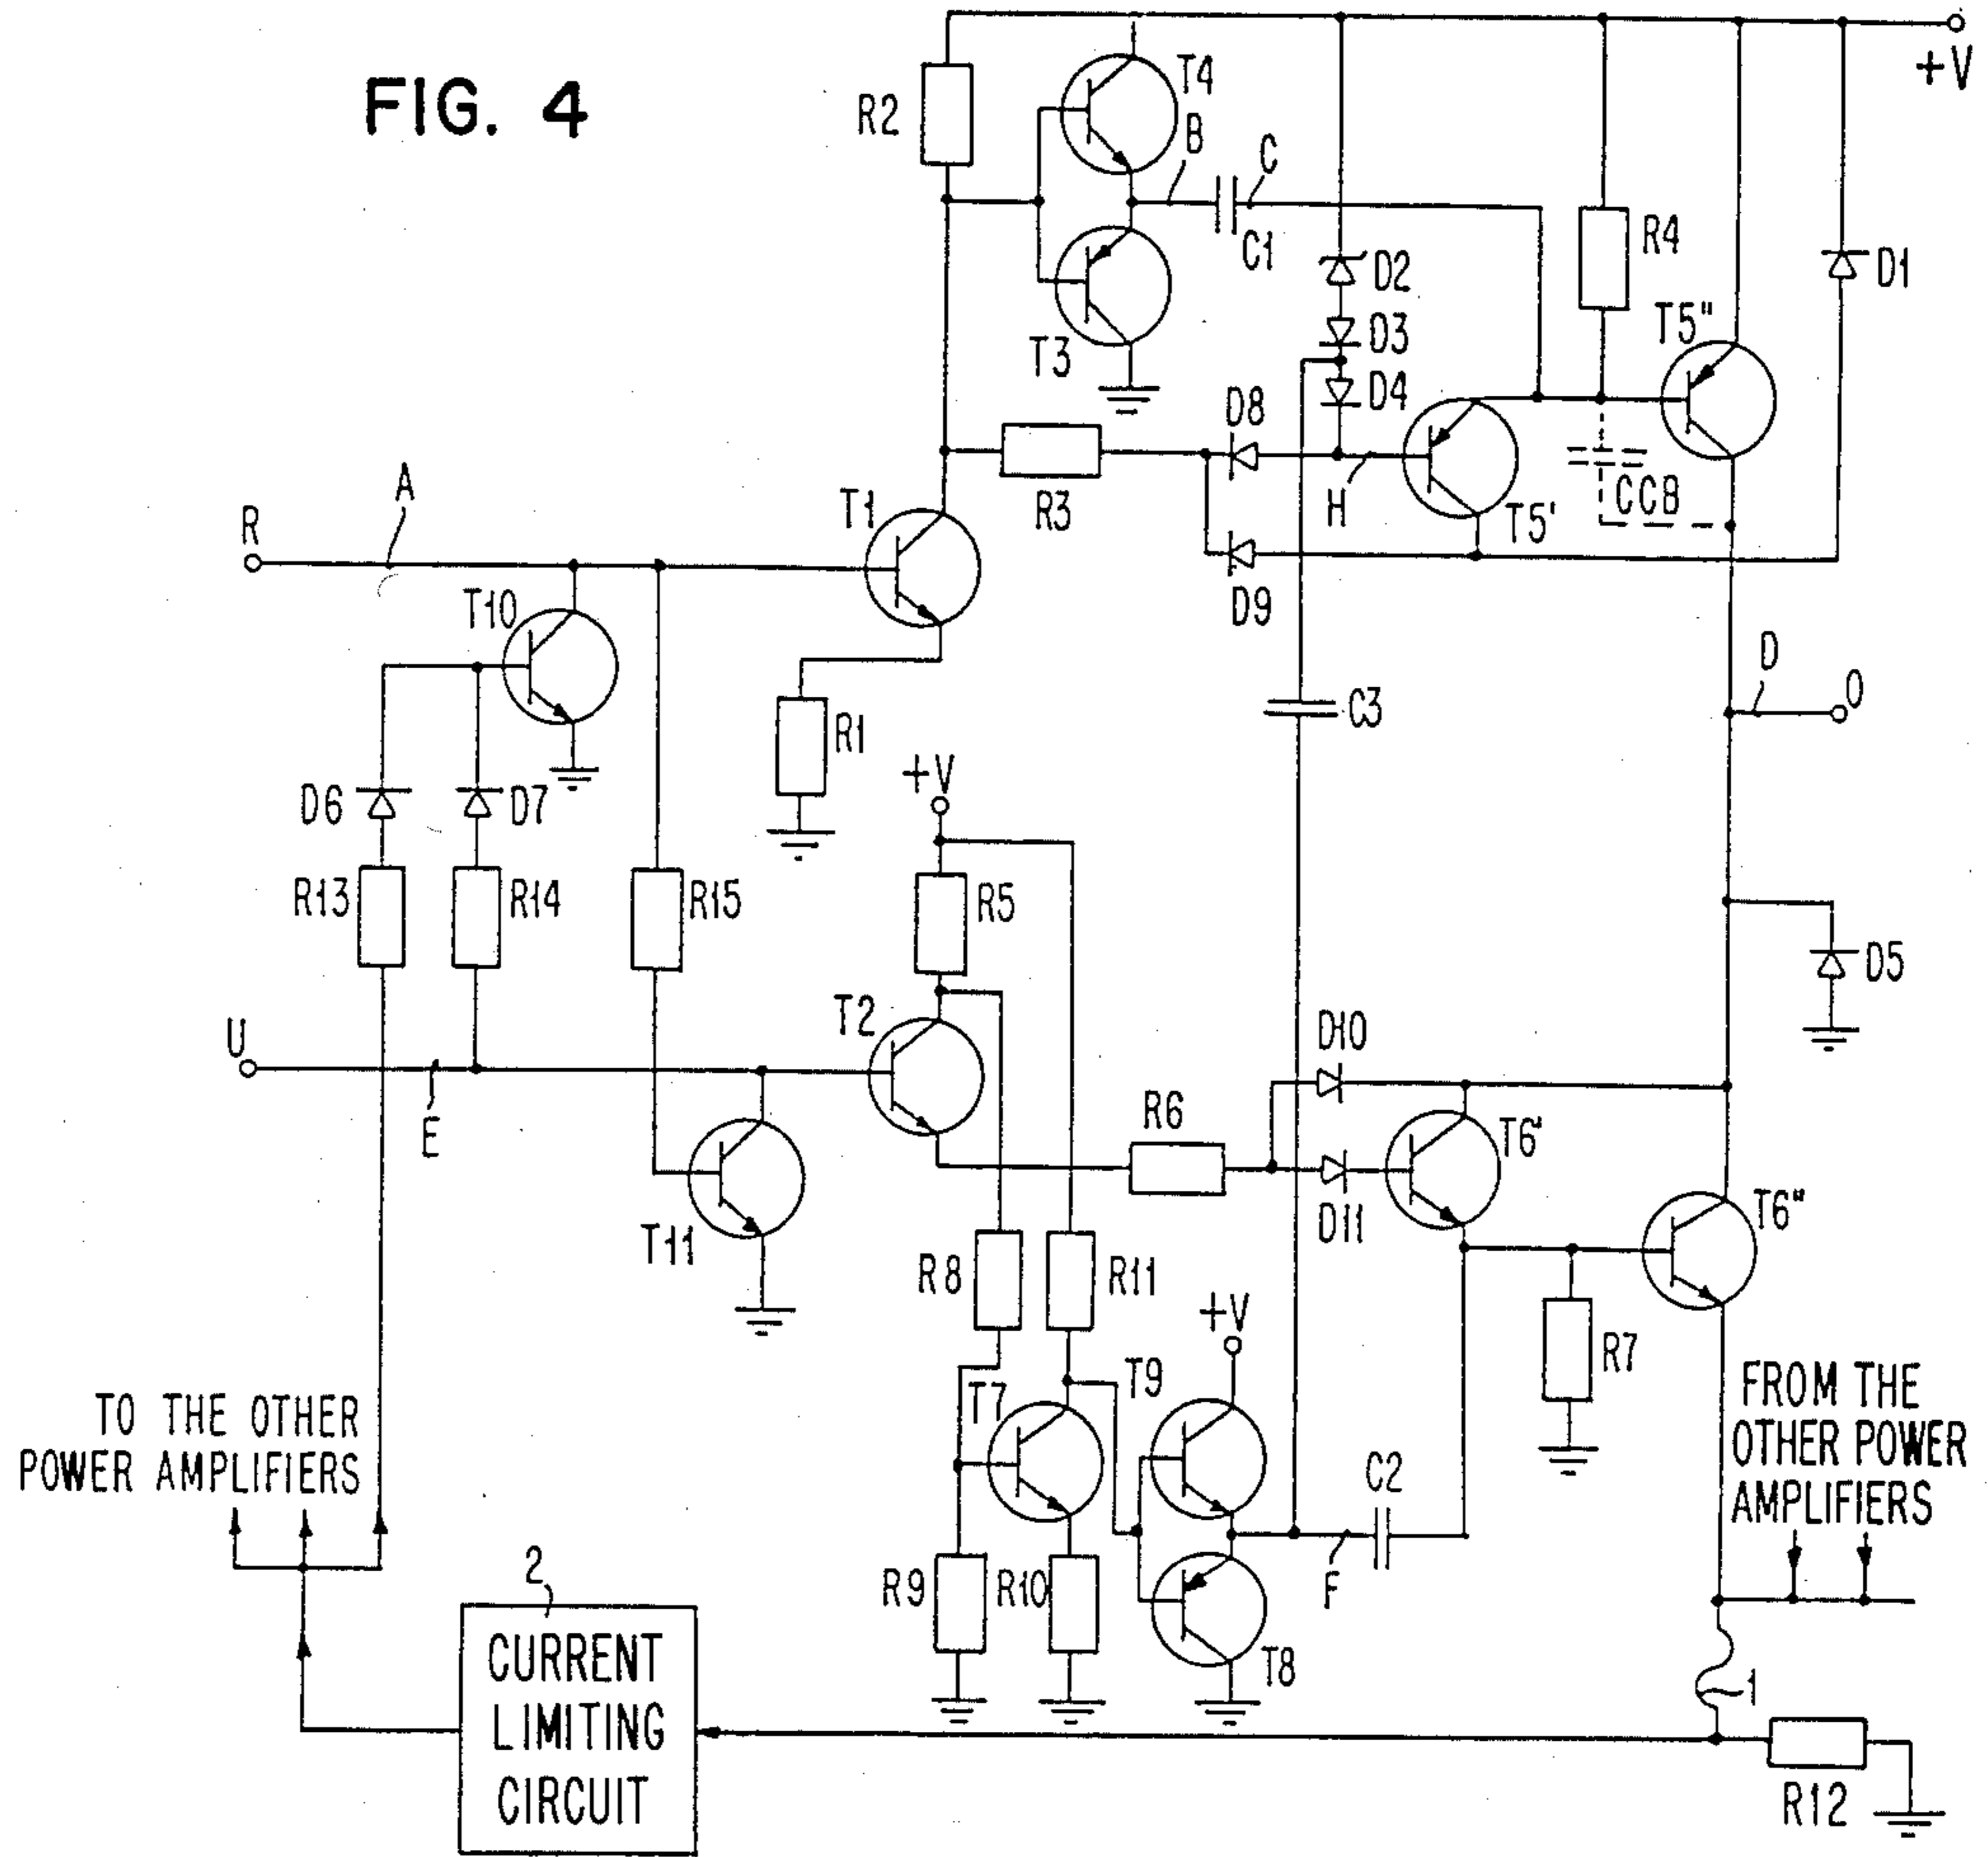 FIG. 4
+V
R2
T4
B
C
C1
T3
D2
D3
D4
R4
T5"
D1
D8
R3
H
T5'
CCB
D9
R
A
T1
T10
R1
C3
D
O
D6
D7
+V
R13
R14
R15
R5
D5
U
E
T2
D10
R6
T6'
D11
T6"
T11
R8
R11
+V
R7
T9
T7
C2
TO THE OTHER
POWER AMPLIFIERS
FROM THE
OTHER POWER
AMPLIFIERS
R9
R10
F
T8
2
CURRENT
LIMITING
CIRCUIT
1
R12